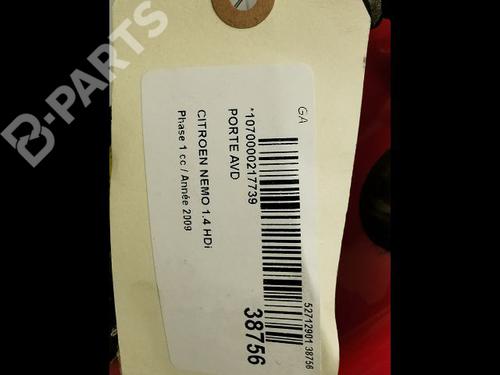 B-PARTS
GA
*1070000217739
PORTE AVD
CITROEN NEMO 1.4 HDi
Phase 1 cc / Année 2009
52712901 38756
38756